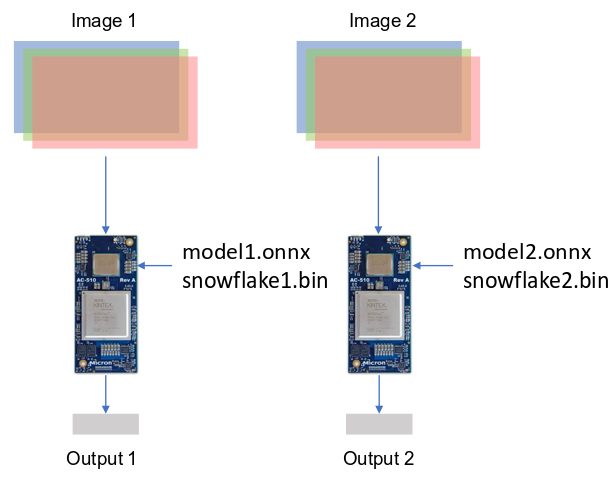 Image 1
Image 2
AC-510 Rev A
KINTEX
Micron
model1.onnx
snowflake1.bin
AC-510 Rev A
KINTEX
Micron
model2.onnx
snowflake2.bin
Output 1
Output 2